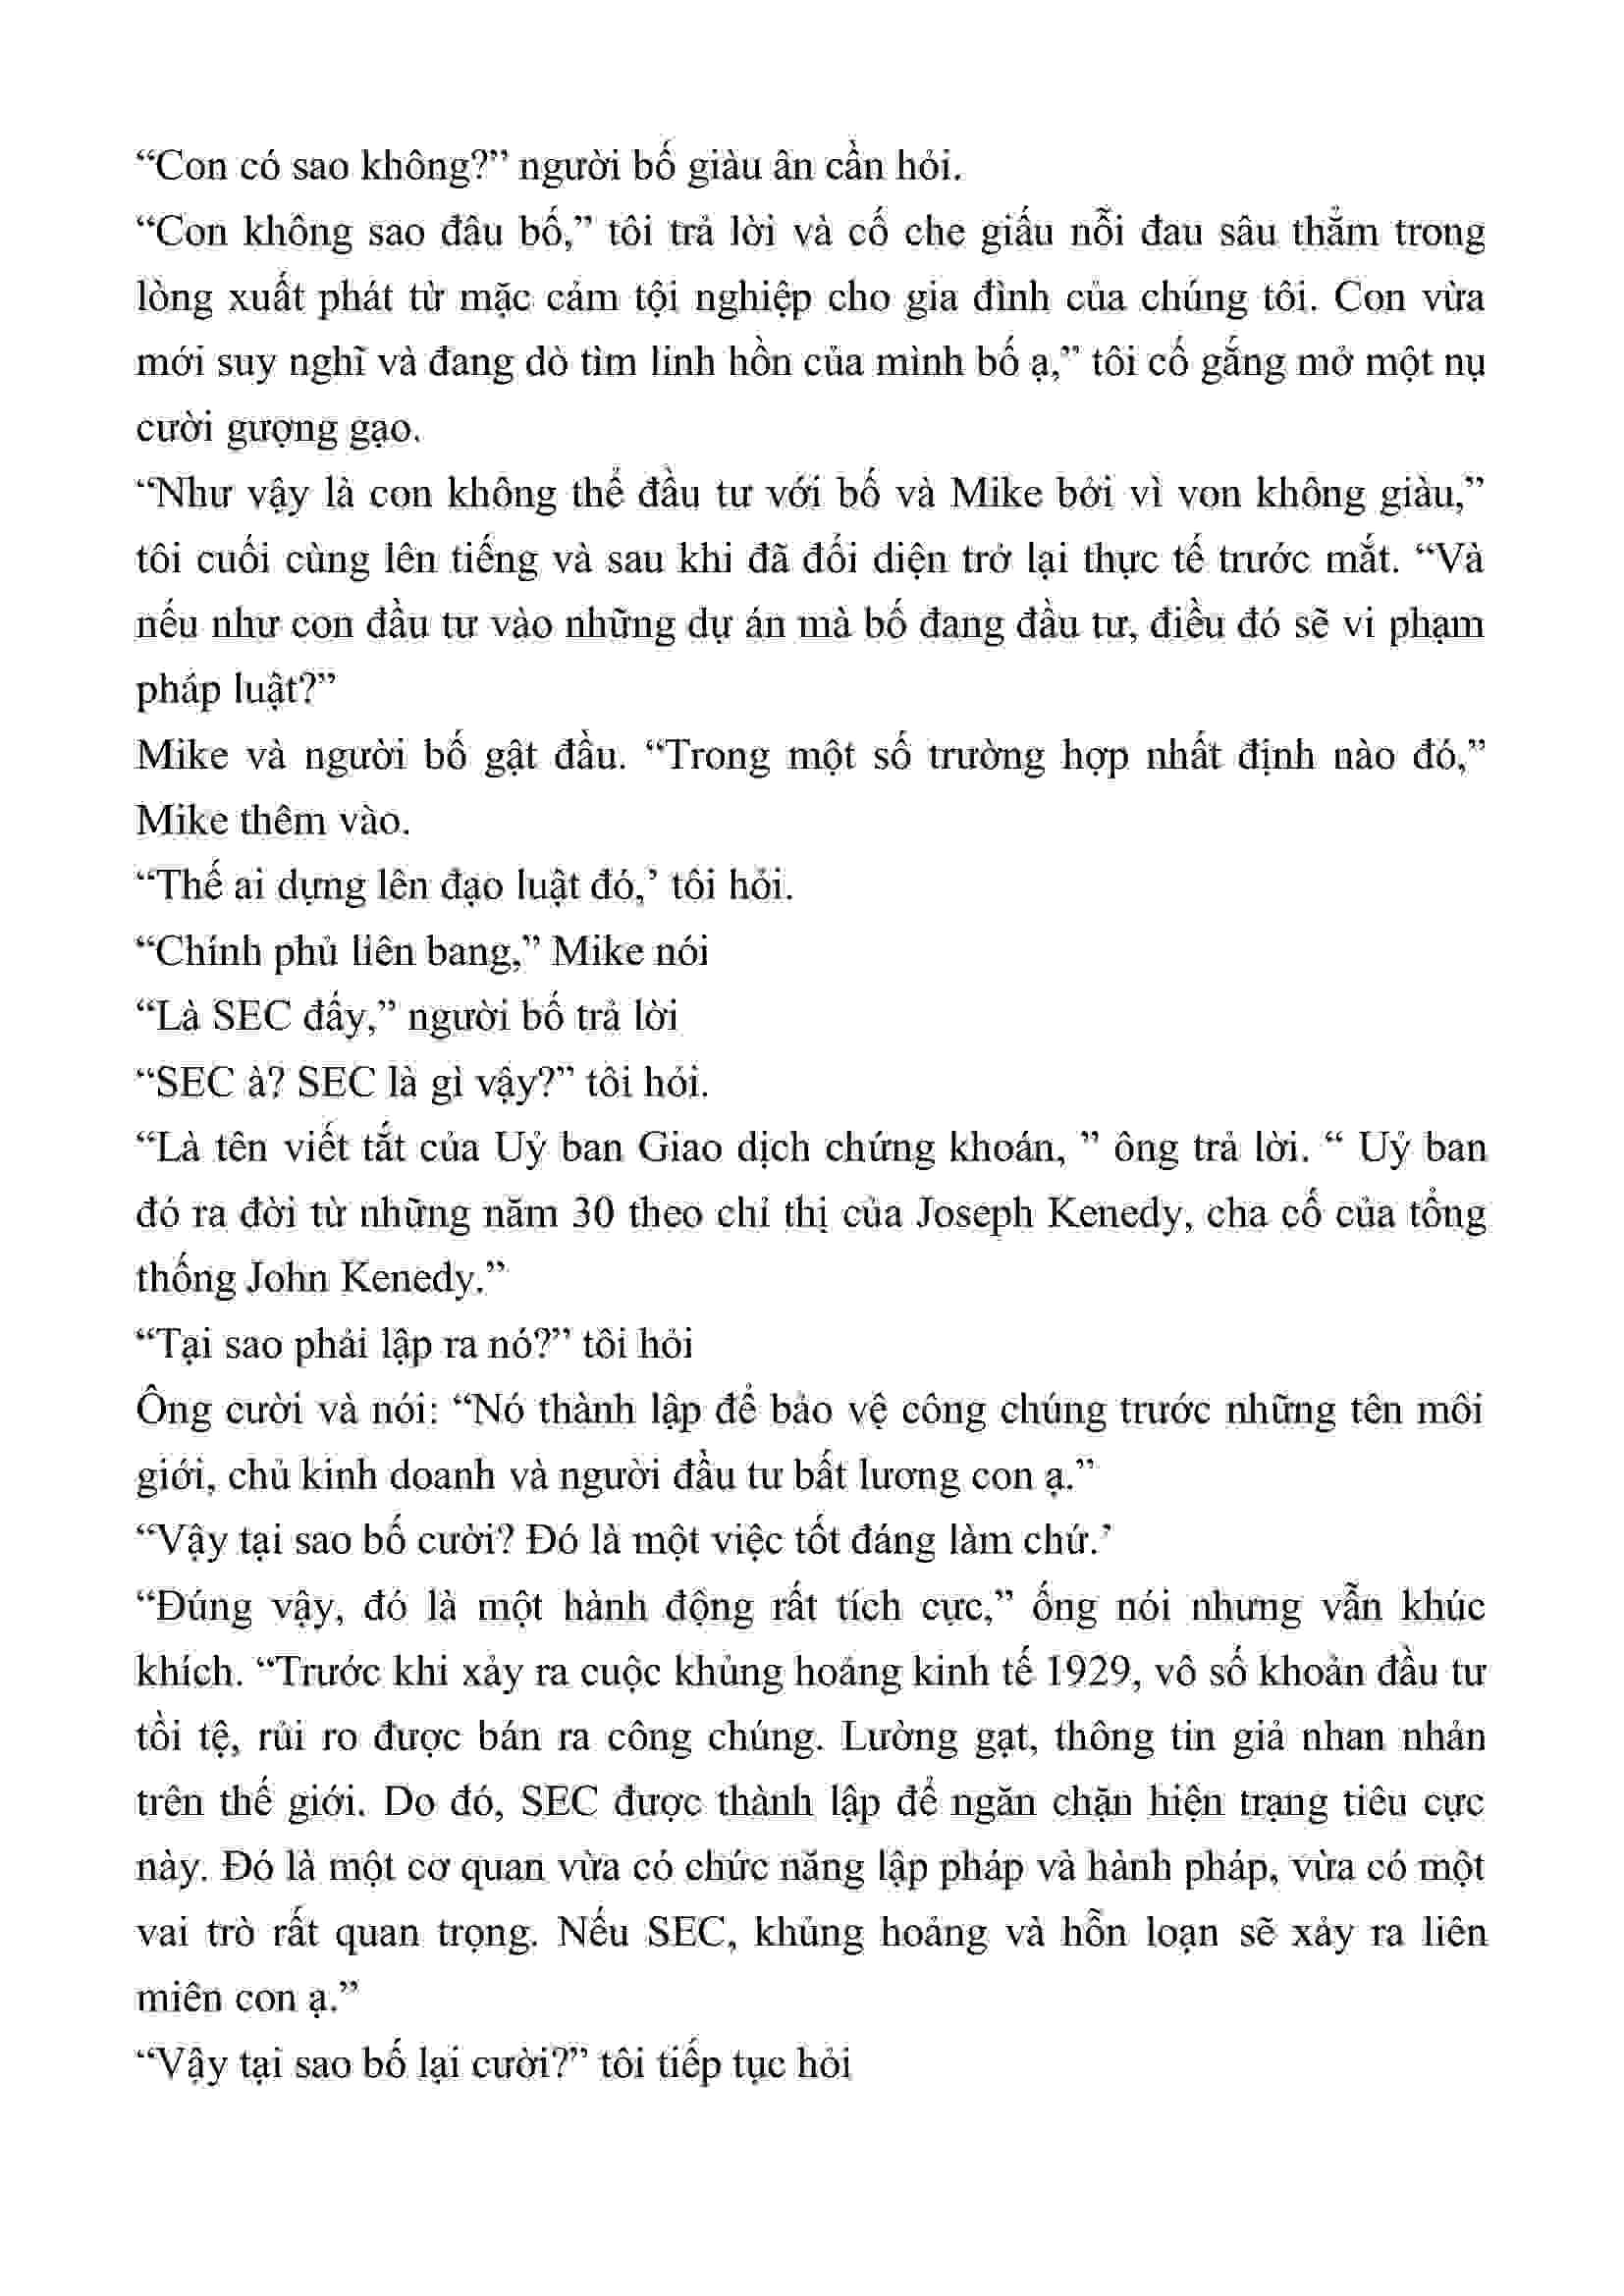 “Con có sao không?” người bố giàu ân cần hỏi.
“Con không sao đâu bố,” tôi trả lời và cố che giấu nỗi đau sâu thẳm trong
lòng xuất phát từ mặc cảm tội nghiệp cho gia đình của chúng tôi. Con vừa
mới suy nghĩ và đang dò tìm linh hồn của mình bố ạ,” tôi cố gắng mở một nụ
cười gượng gạo.
“Như vậy là con không thể đầu tư với bố và Mike bởi vì von không giàu,”
tôi cuối cùng lên tiếng và sau khi đã đối diện trở lại thực tế trước mắt. “Và
nếu như con đầu tư vào những dự án mà bố đang đầu tư, điều đó sẽ vi phạm
pháp luật?”
Mike và người bố gật đầu. “Trong một số trường hợp nhất định nào đó,”
Mike thêm vào.
“Thế ai dựng lên đạo luật đó,’ tôi hỏi.
“Chính phủ liên bang,” Mike nói
“Là SEC đấy,” người bố trả lời
“SEC à? SEC là gì vậy?” tôi hỏi.
“Là tên viết tắt của Uỷ ban Giao dịch chứng khoán, ” ông trả lời. “ Uỷ ban
đó ra đời từ những năm 30 theo chỉ thị của Joseph Kenedy, cha cố của tổng
thống John Kenedy.”
“Tại sao phải lập ra nó?” tôi hỏi
Ông cười và nói: “Nó thành lập để bảo vệ công chúng trước những tên môi
giới, chủ kinh doanh và người đầu tư bất lương con ạ.”
“Vậy tại sao bố cười? Đó là một việc tốt đáng làm chứ.’
“Đúng vậy, đó là một hành động rất tích cực,” ống nói nhưng vẫn khúc
khích. “Trước khi xảy ra cuộc khủng hoảng kinh tế 1929, vô số khoản đầu tư
tồi tệ, rủi ro được bán ra công chúng. Lường gạt, thông tin giả nhan nhản
trên thế giới. Do đó, SEC được thành lập để ngăn chặn hiện trạng tiêu cực
này. Đó là một cơ quan vừa có chức năng lập pháp và hành pháp, vừa có một
vai trò rất quan trọng. Nếu SEC, khủng hoảng và hỗn loạn sẽ xảy ra liên
miên con ạ.”
“Vậy tại sao bố lại cười?” tôi tiếp tục hỏi